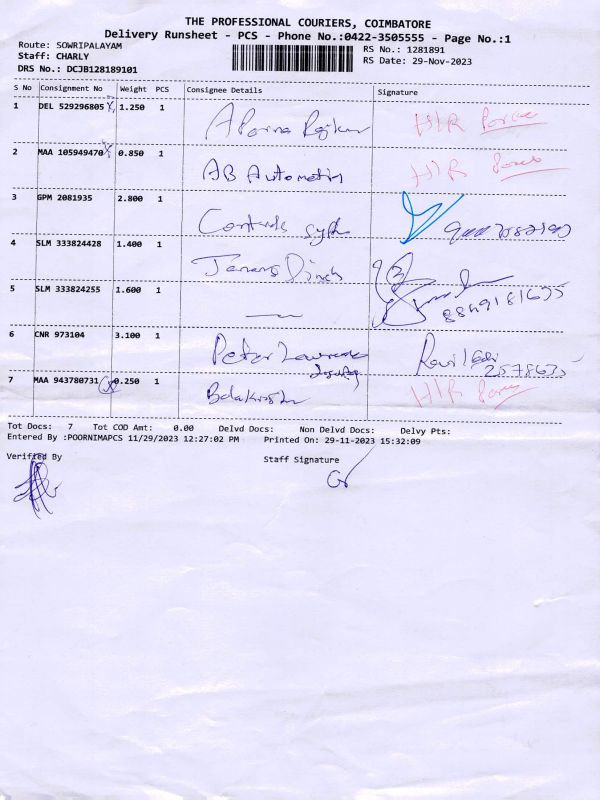 THE PROFESSIONAL COURIERS, COIMBATORE
Delivery Runsheet - PCS - Phone No.:0422-3505555 - Page No.:1
Route: SOWRIPALAYAM
RS No.: 1281891
Staff: CHARLY
RS Date: 29-Nov-2023
DRS No.: DCJB128189101
S No Consignment No Weight PCS Consignee Details Signature
1 DEL 529296805 1.250 1
2 MAA 105949470 0.850 1 AB Automation
3 GPM 2081935 2.800 1 Controls
4 SLM 333824428 1.400 1
5 SLM 333824255 1.600 1
6 CNR 973104 3.100 1 Peter
7 MAA 943780731 0.250 1
Tot Docs: 7 Tot COD Amt: 0.00 Delvd Docs: Non Delvd Docs: Delvy Pts:
Entered By :POORNIMAPCS 11/29/2023 12:27:02 PM Printed On: 29-11-2023 15:32:09
Verified By
Staff Signature